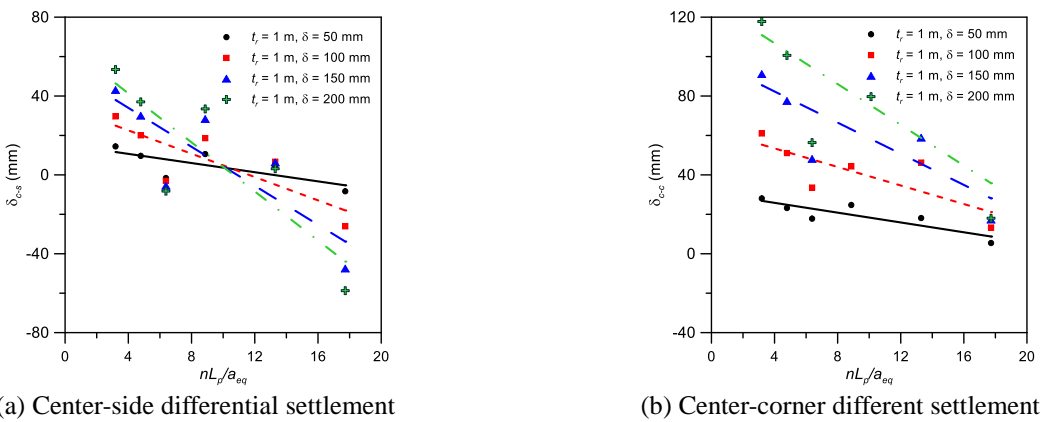 80
40
0
-40
-80
δc-s (mm)
tr = 1 m, δ = 50 mm
tr = 1 m, δ = 100 mm
tr = 1 m, δ = 150 mm
tr = 1 m, δ = 200 mm
0 4 8 12 16 20
nLp/aeq
(a) Center-side differential settlement
120
80
40
0
-40
δc-c (mm)
tr = 1 m, δ = 50 mm
tr = 1 m, δ = 100 mm
tr = 1 m, δ = 150 mm
tr = 1 m, δ = 200 mm
0 4 8 12 16 20
nLp/aeq
(b) Center-corner different settlement